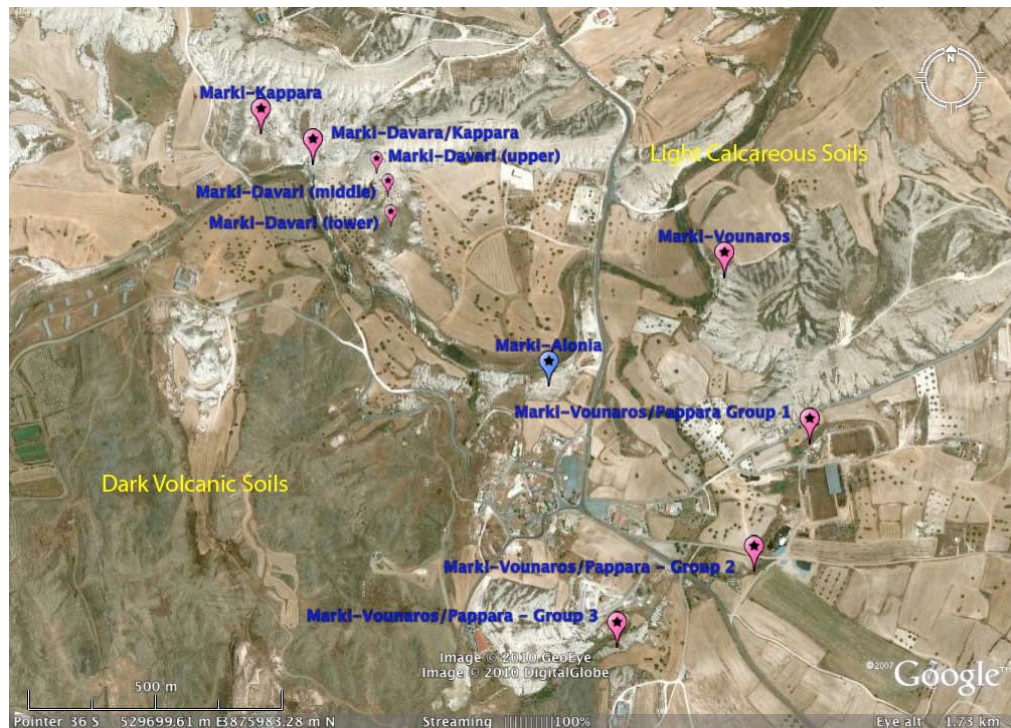 N
Marki-Kappara
Marki-Davara/Kappara
Marki-Davari (upper)
Light Calcareous Soils
Marki-Davari (middle)
Marki-Davari (lower)
Marki-Vounaros
Marki-Alonia
Marki-Vounaros/Pappara Group 1
Dark Volcanic Soils
Marki-Vounaros/Pappara - Group 2
Marki-Vounaros/Pappara - Group 3
Image © 2010 GeoEye
Image © 2010 DigitalGlobe
©2007 Google™
500 m
Pointer 36 S 529699.61 m E 3875983.28 m N Streaming ||||||||| 100% Eye alt 1.73 km